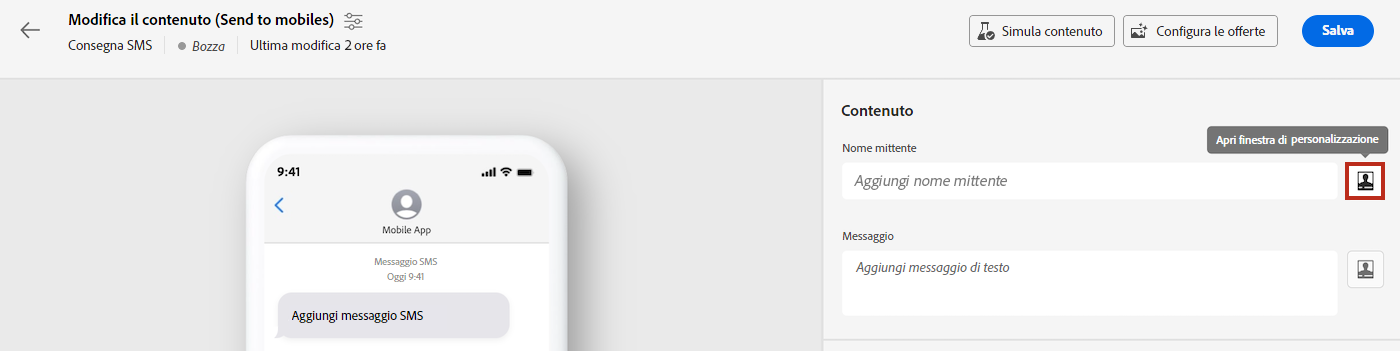 Modifica il contenuto (Send to mobiles)
Consegna SMS Bozza Ultima modifica 2 ore fa
Simula contenuto Configura le offerte Salva
9:41
Mobile App
Messaggio SMS
Oggi 9:41
Aggiungi messaggio SMS
Contenuto
Apri finestra di personalizzazione
Nome mittente
Aggiungi nome mittente
Messaggio
Aggiungi messaggio di testo